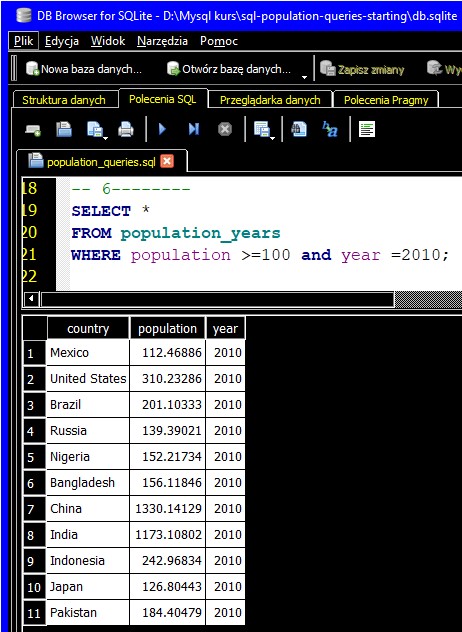 DB Browser for SQLite - D:\Mysql kurs\sql-population-queries-starting\db.sqlite
Plik Edycja Widok Narzędzia Pomoc
Nowa baza danych... Otwórz bazę danych... Zapisz zmiany
Struktura danych Polecenia SQL Przeglądarka danych Polecenia Pragmy
population_queries.sql
18 -- 6--------
19 SELECT *
20 FROM population_years
21 WHERE population >=100 and year =2010;
22
country population year
1 Mexico 112.46886 2010
2 United States 310.23286 2010
3 Brazil 201.10333 2010
4 Russia 139.39021 2010
5 Nigeria 152.21734 2010
6 Bangladesh 156.11846 2010
7 China 1330.14129 2010
8 India 1173.10802 2010
9 Indonesia 242.96834 2010
10 Japan 126.80443 2010
11 Pakistan 184.40479 2010